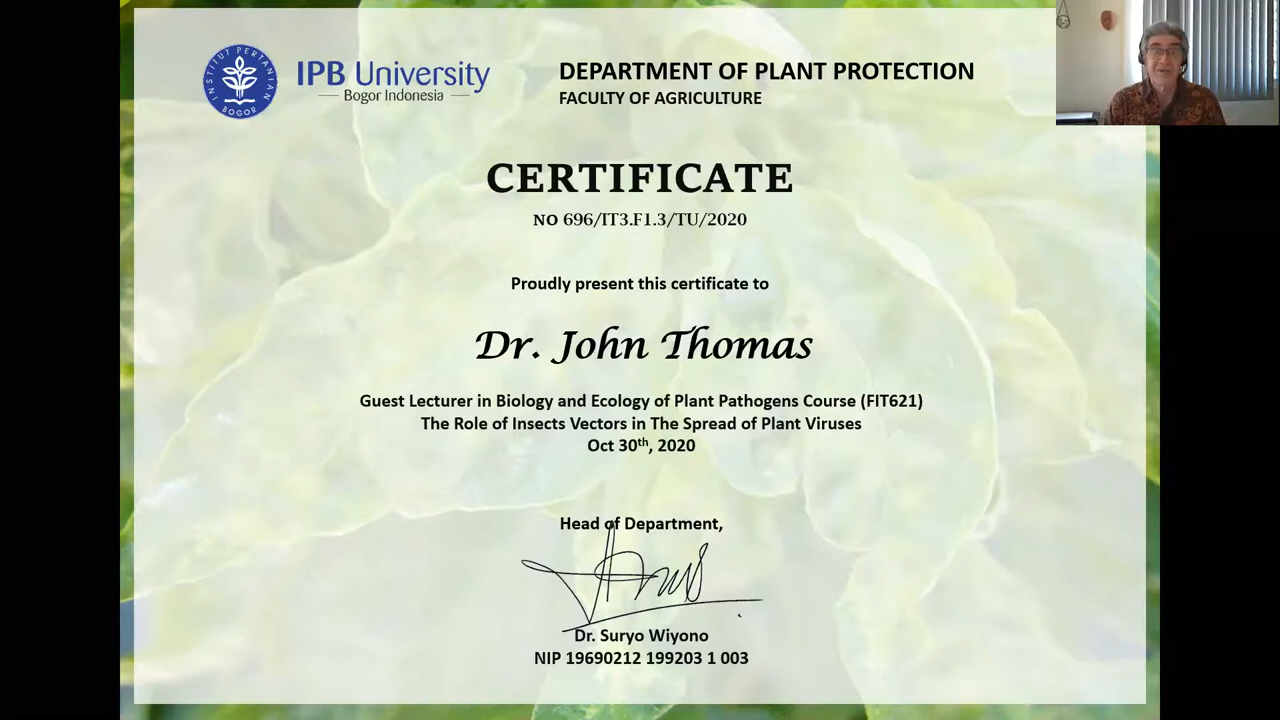 INSTITUT PERTANIAN
BOGOR
IPB University
Bogor Indonesia
DEPARTMENT OF PLANT PROTECTION
FACULTY OF AGRICULTURE
CERTIFICATE
NO 696/IT3.F1.3/TU/2020
Proudly present this certificate to
Dr. John Thomas
Guest Lecturer in Biology and Ecology of Plant Pathogens Course (FIT621)
The Role of Insects Vectors in The Spread of Plant Viruses
Oct 30th, 2020
Head of Department,
Dr. Suryo Wiyono
NIP 19690212 199203 1 003